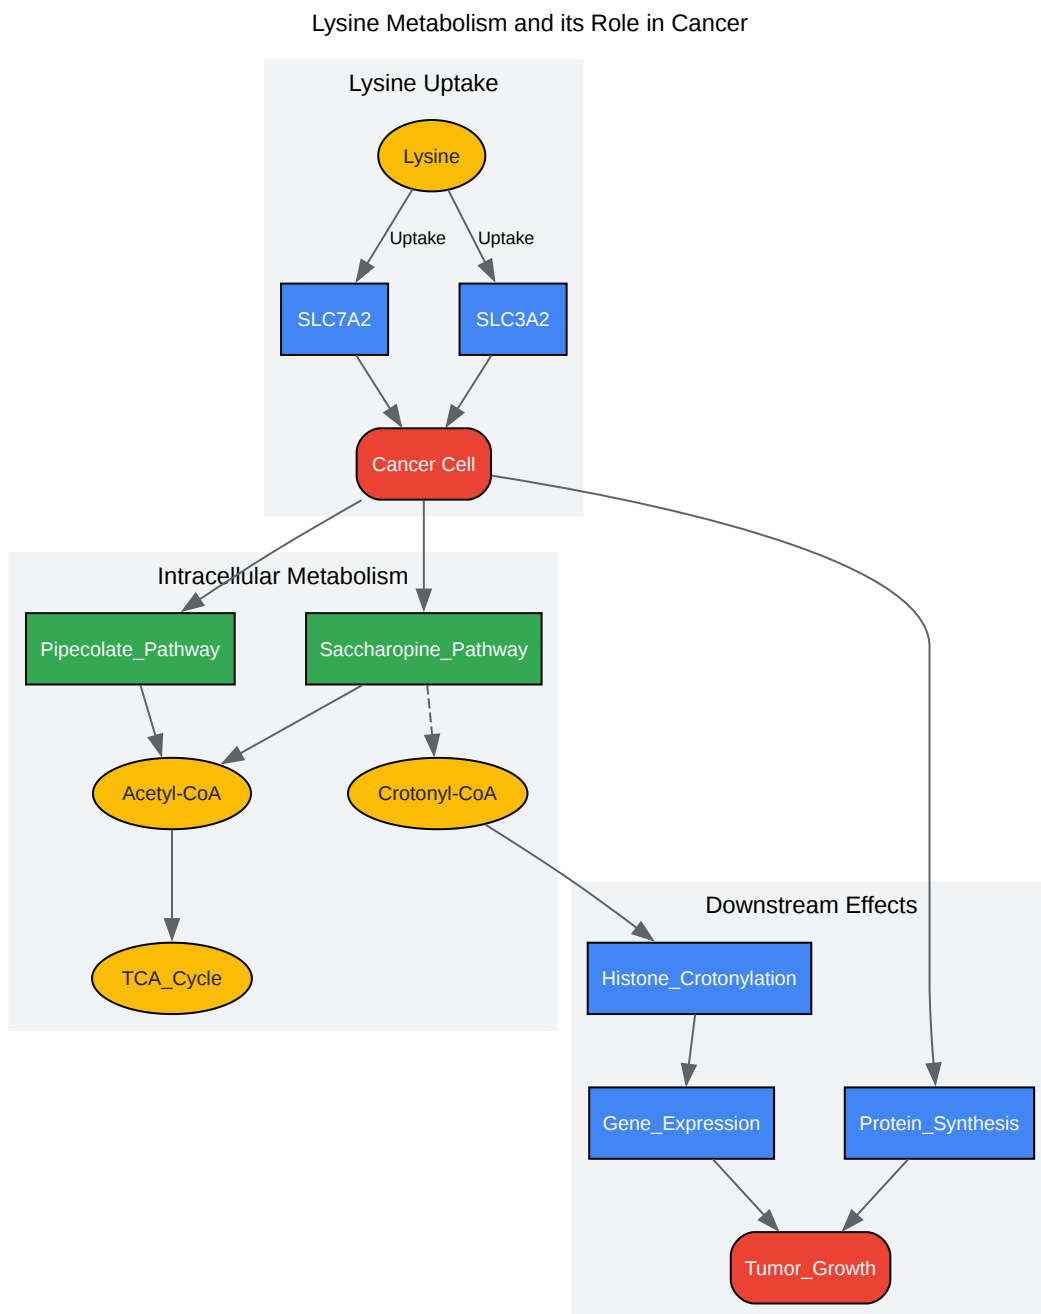 Lysine Metabolism and its Role in Cancer
Lysine Uptake
Lysine
Uptake
Uptake
SLC7A2
SLC3A2
Cancer Cell
Intracellular Metabolism
Pipecolate_Pathway
Saccharopine_Pathway
Acetyl-CoA
Crotonyl-CoA
Downstream Effects
TCA_Cycle
Histone_Crotonylation
Gene_Expression
Protein_Synthesis
Tumor_Growth